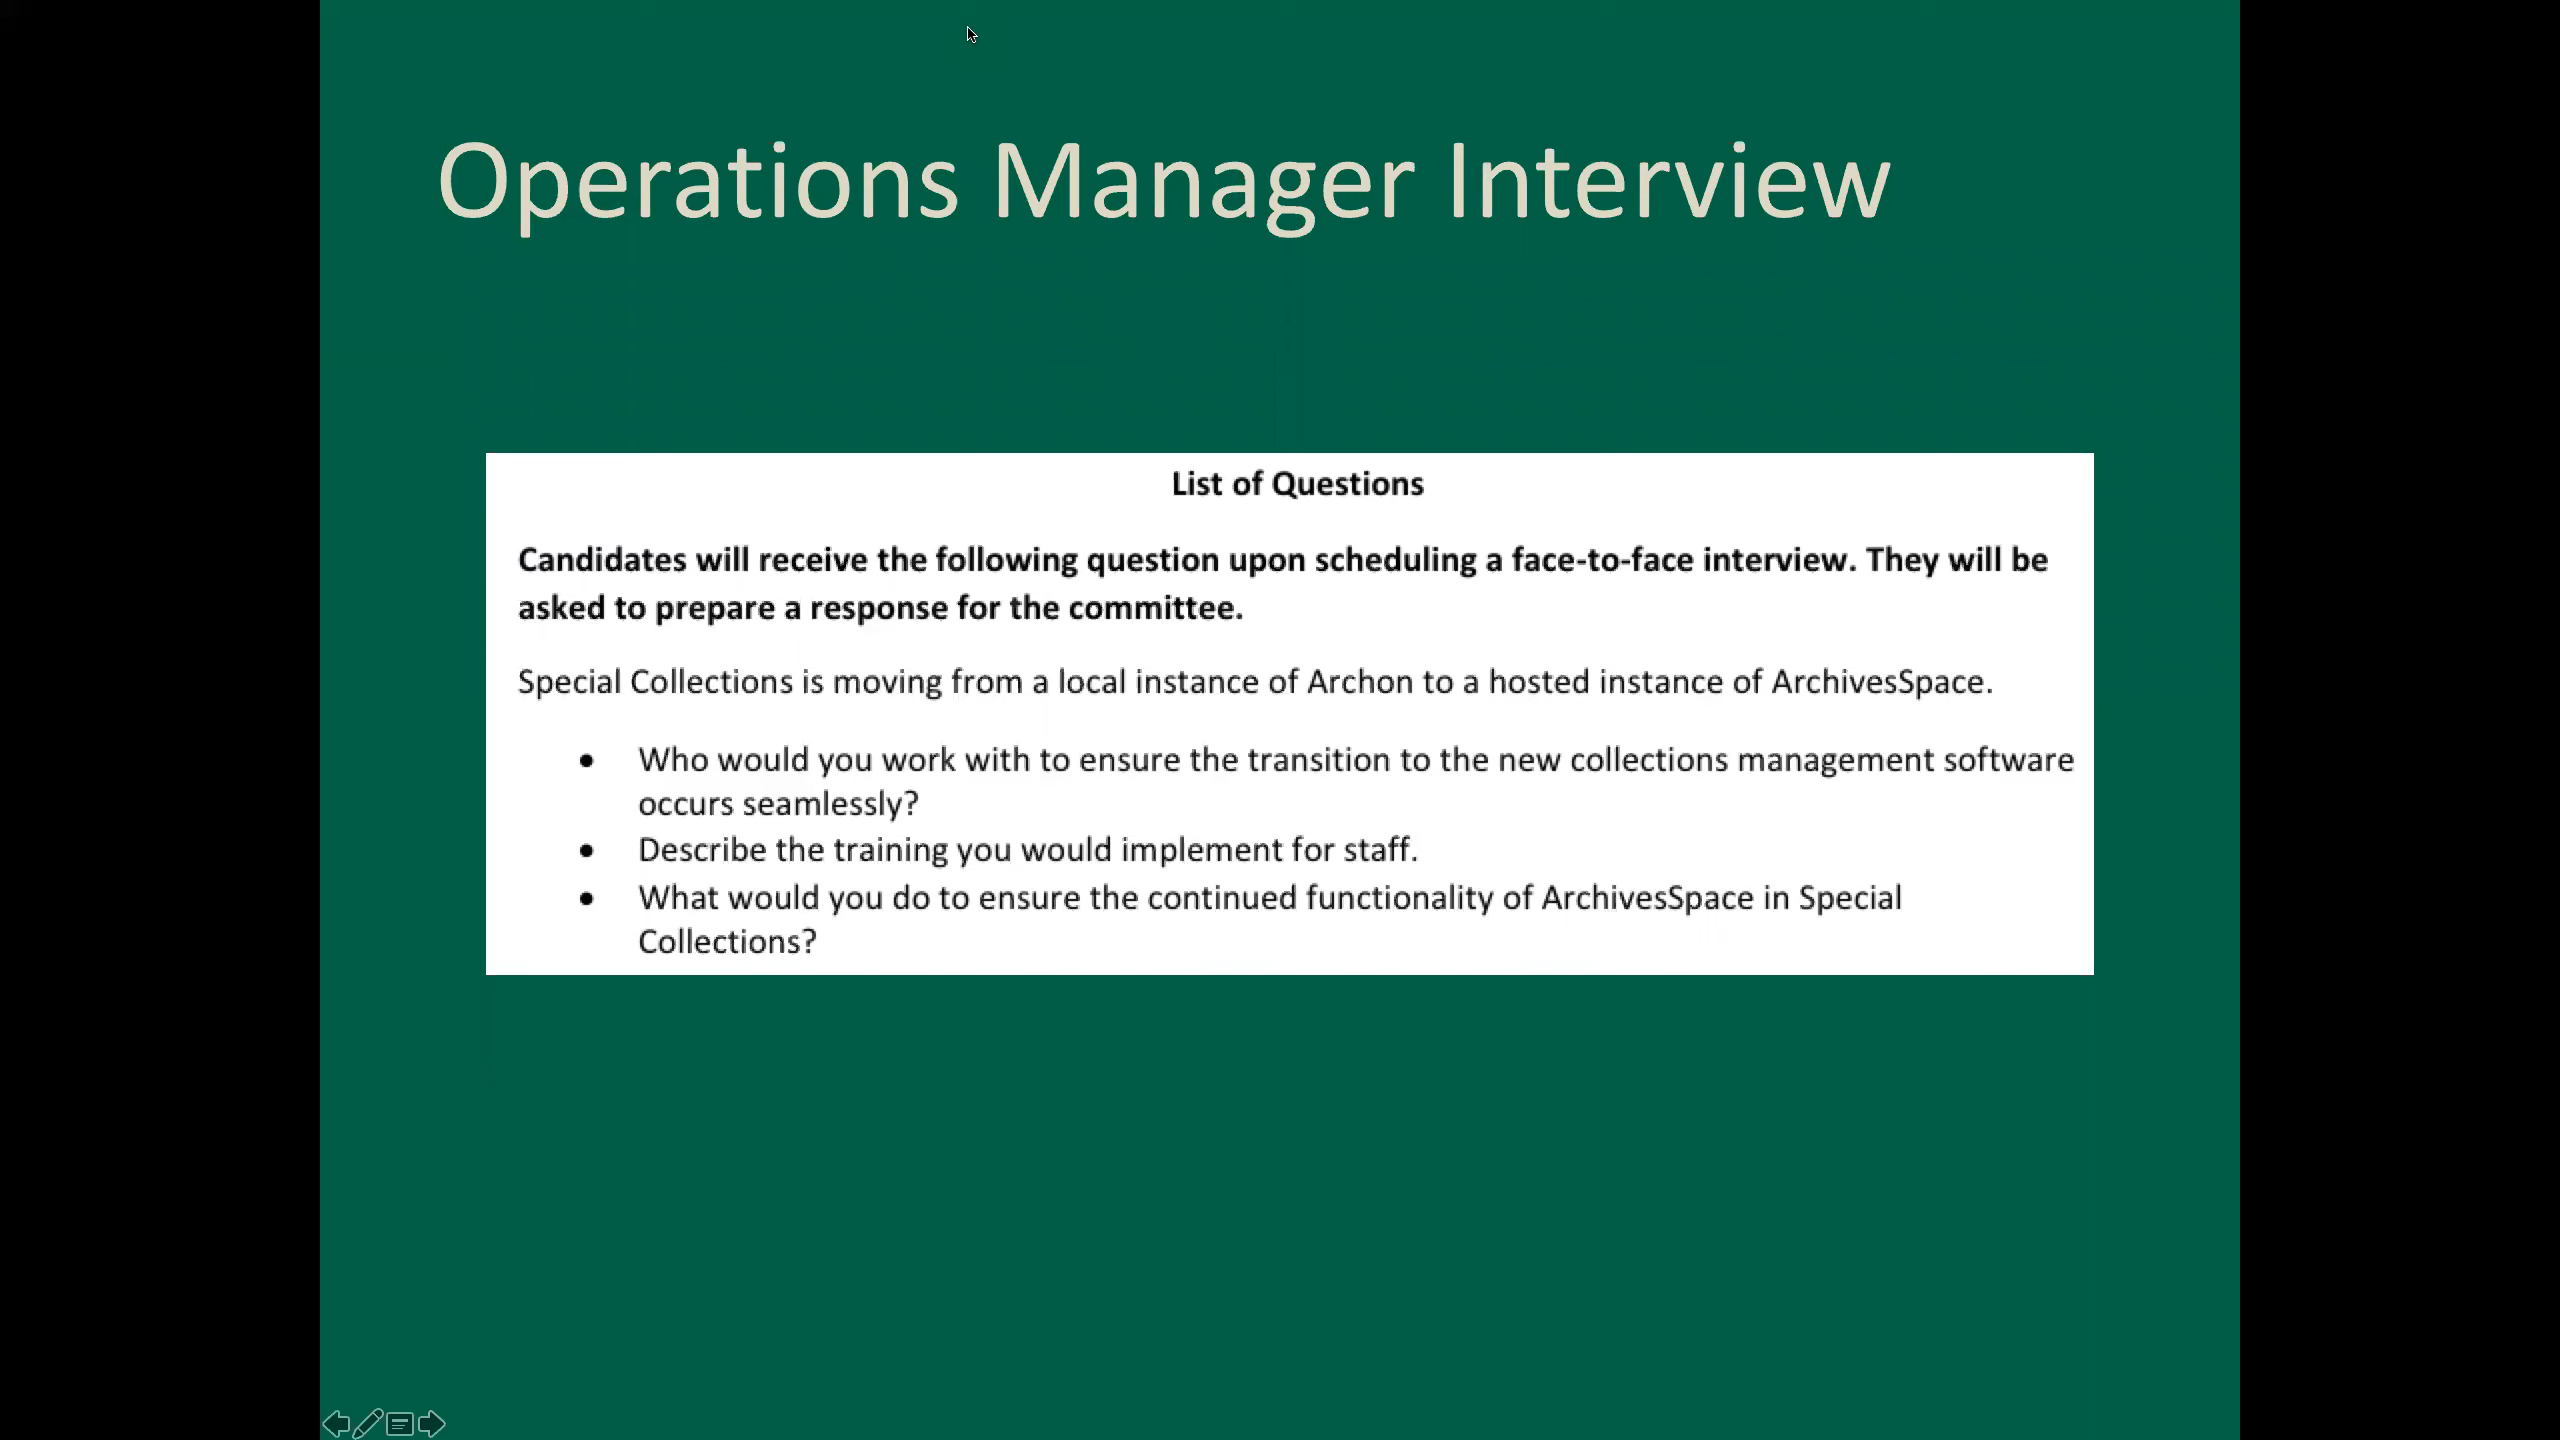 Operations Manager Interview
List of Questions
Candidates will receive the following question upon scheduling a face-to-face interview. They will be
asked to prepare a response for the committee.
Special Collections is moving from a local instance of Archon to a hosted instance of ArchivesSpace.
• Who would you work with to ensure the transition to the new collections management software
occurs seamlessly?
• Describe the training you would implement for staff.
• What would you do to ensure the continued functionality of ArchivesSpace in Special
Collections?